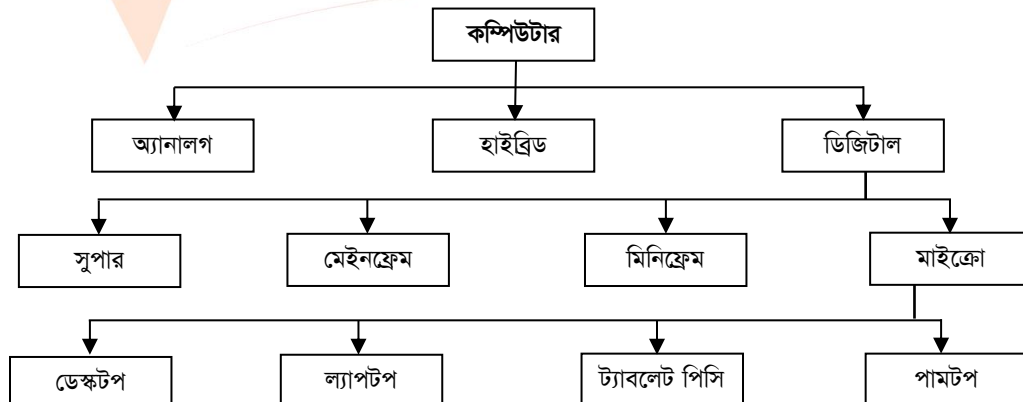 কম্পিউটার
অ্যানালগ হাইব্রিড ডিজিটাল
সুপার মেইনফ্রেম মিনিফ্রেম মাইক্রো
ডেস্কটপ ল্যাপটপ ট্যাবলেট পিসি পামটপ